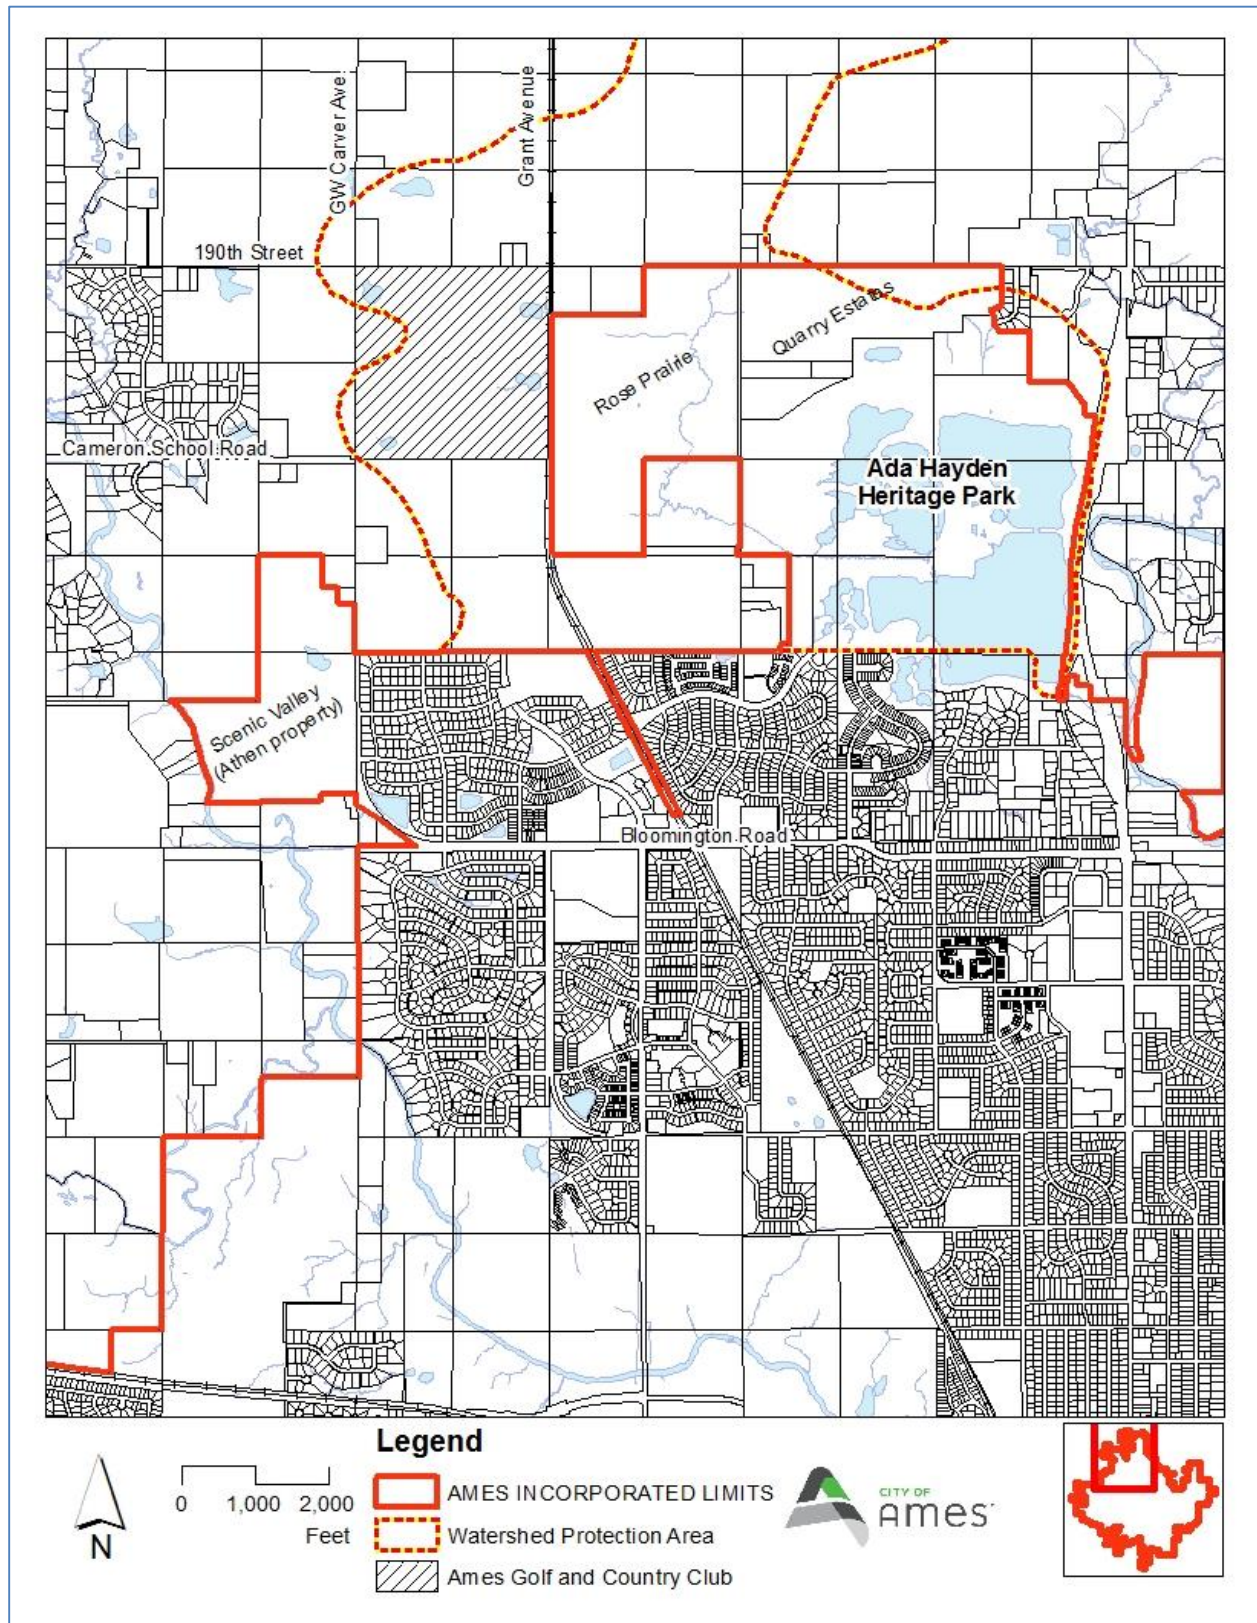 GW Carver Ave.
Grant Avenue
190th Street
Quarry Estates
Rose Prairie
Cameron School Road
Ada Hayden
Heritage Park
Scenic Valley
(Athen property)
Bloomington Road
Legend
AMES INCORPORATED LIMITS
Watershed Protection Area
Ames Golf and Country Club
0 1,000 2,000
Feet
N
CITY OF
Ames